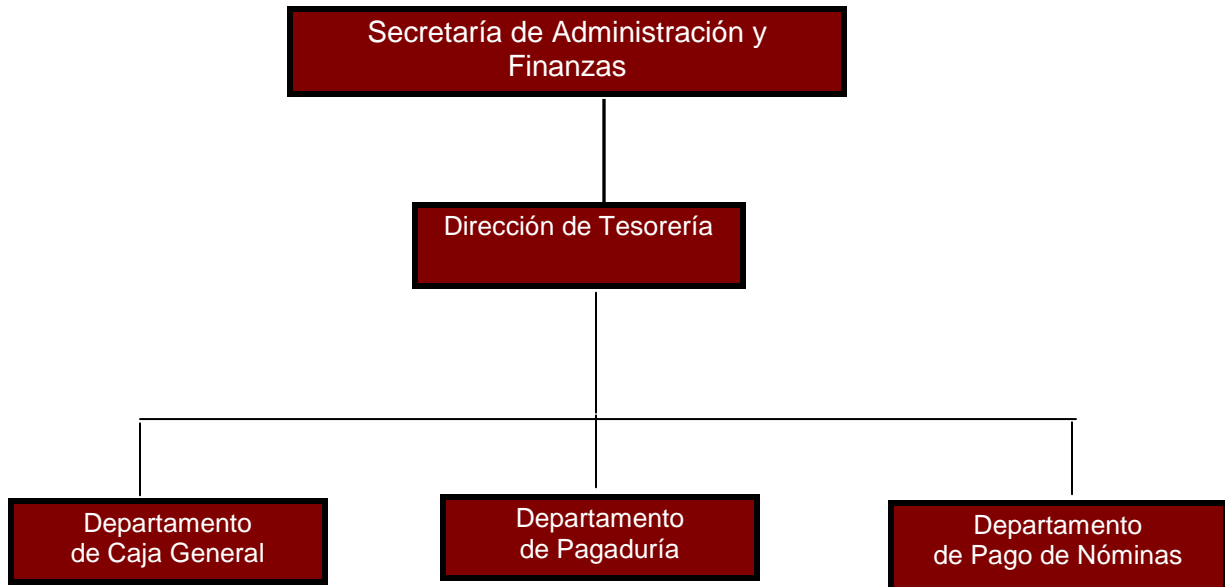 Secretaría de Administración y
Finanzas
Dirección de Tesorería
Departamento
de Caja General
Departamento
de Pagaduría
Departamento
de Pago de Nóminas